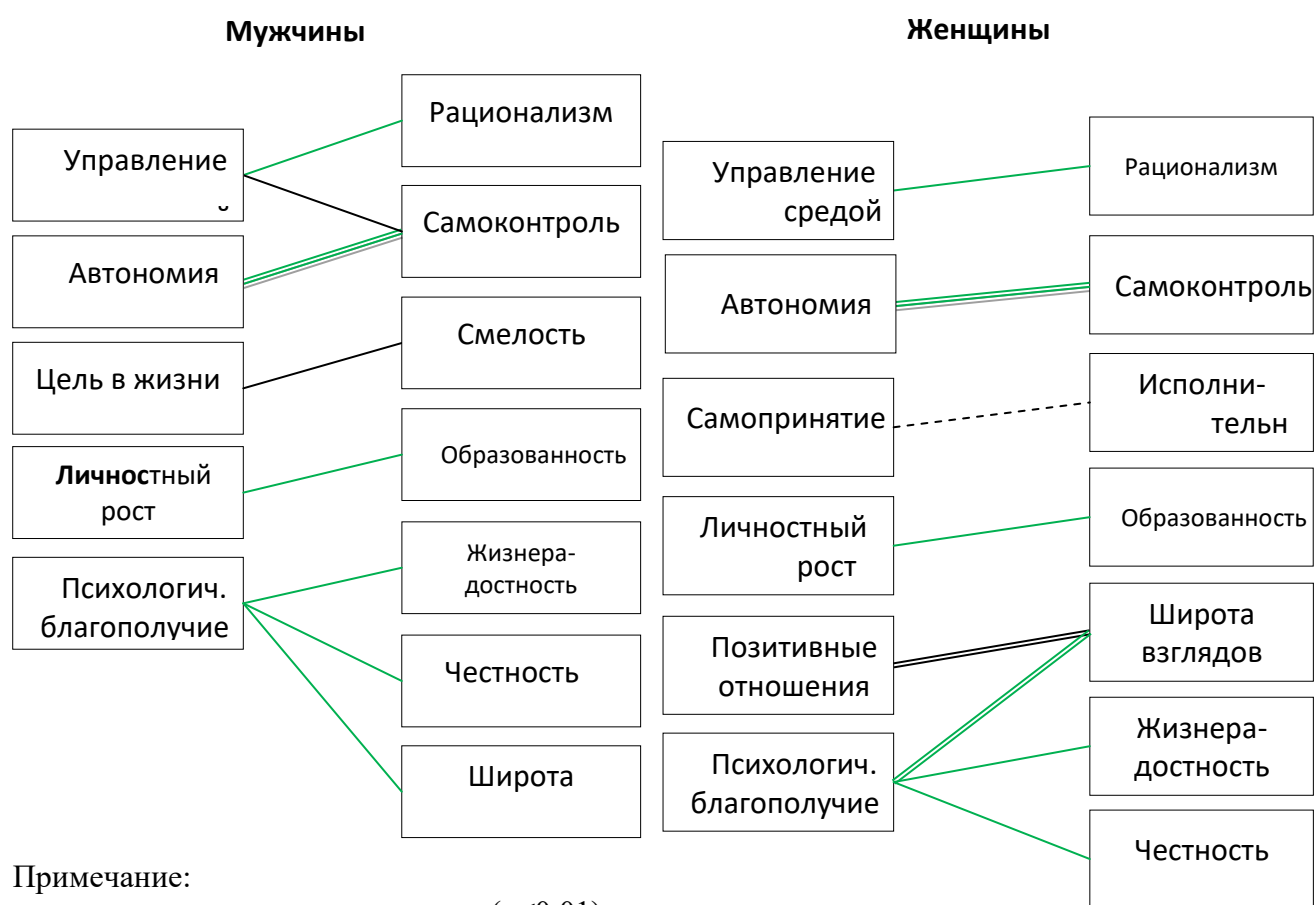 Мужчины
Женщины
Рационализм
Управление
Самоконтроль
Автономия
Смелость
Цель в жизни
Образованность
Личностный
рост
Жизнера-
достность
Психологич.
благополучие
Честность
Широта
Рационализм
Управление
средой
Самоконтроль
Автономия
Исполни-
тельн
Самопринятие
Образованность
Личностный
рост
Широта
взглядов
Позитивные
отношения
Жизнера-
достность
Психологич.
благополучие
Честность
Примечание: